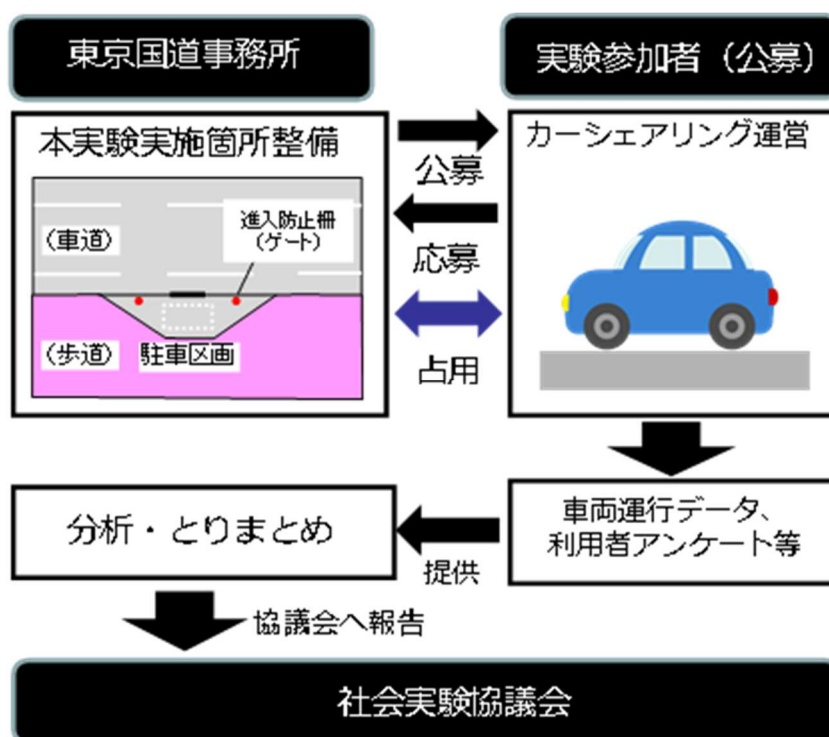 東京国道事務所
実験参加者（公募）
本実験実施箇所整備
（車道）
進入防止柵
（ゲート）
（歩道）
駐車区画
公募
応募
占用
カーシェアリング運営
車両運行データ、
利用者アンケート等
提供
分析・とりまとめ
協議会へ報告
社会実験協議会